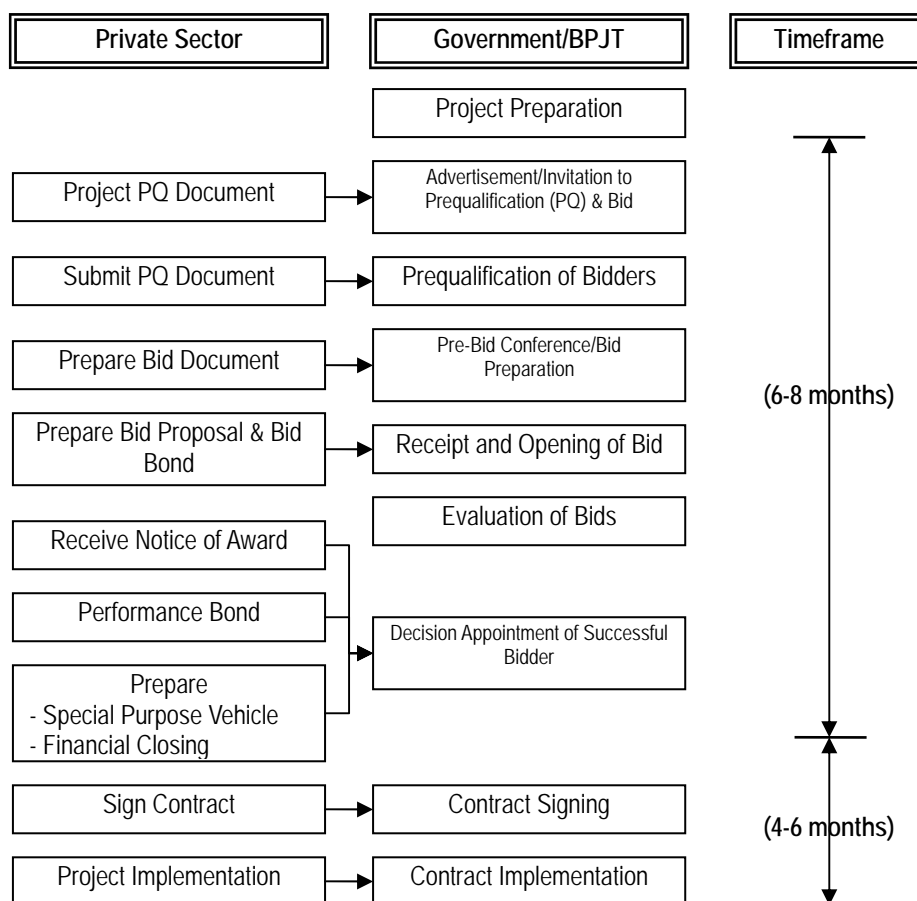 Private Sector
Government/BPJT
Timeframe
Project Preparation
Project PQ Document
Advertisement/Invitation to
Prequalification (PQ) & Bid
Submit PQ Document
Prequalification of Bidders
Prepare Bid Document
Pre-Bid Conference/Bid
Preparation
(6-8 months)
Prepare Bid Proposal & Bid
Bond
Receipt and Opening of Bid
Evaluation of Bids
Receive Notice of Award
Performance Bond
Decision Appointment of Successful
Bidder
Prepare
- Special Purpose Vehicle
- Financial Closing
Sign Contract
Contract Signing
(4-6 months)
Project Implementation
Contract Implementation